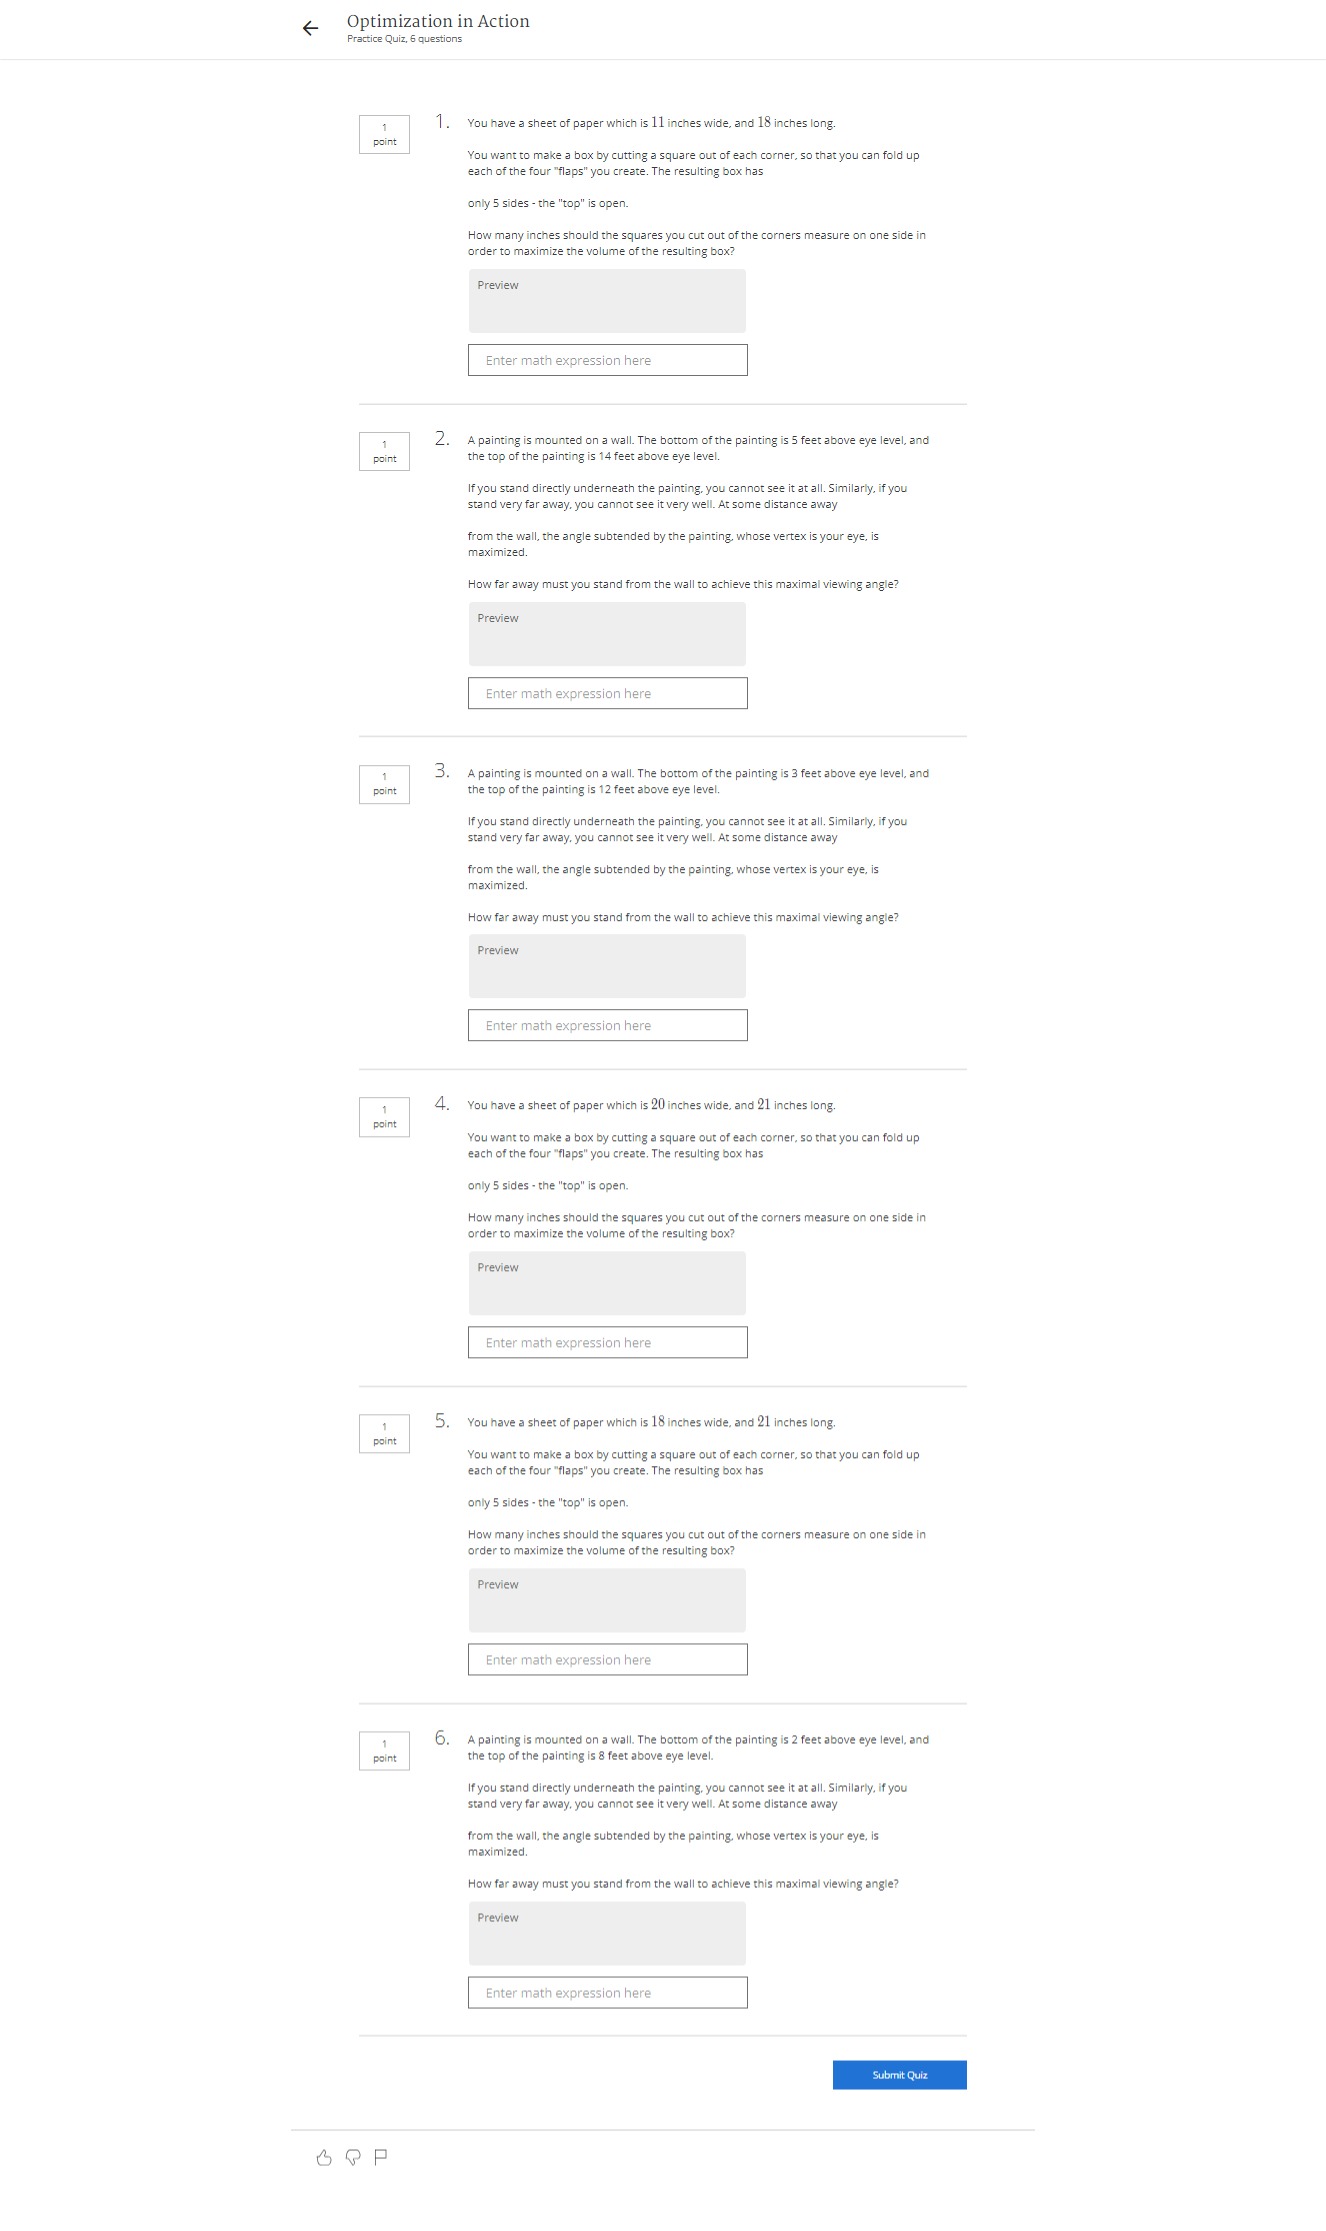 Optimization in Action
Practice Quiz, 6 questions
1
point
1.
You have a sheet of paper which is 11 inches wide, and 18 inches long.
You want to make a box by cutting a square out of each corner, so that you can fold up
each of the four "flaps" you create. The resulting box has
only 5 sides - the "top" is open.
How many inches should the squares you cut out of the corners measure on one side in
order to maximize the volume of the resulting box?
Preview
Enter math expression here
1
point
2.
A painting is mounted on a wall. The bottom of the painting is 5 feet above eye level, and
the top of the painting is 14 feet above eye level.
If you stand directly underneath the painting, you cannot see it at all. Similarly, if you
stand very far away, you cannot see it very well. At some distance away
from the wall, the angle subtended by the painting, whose vertex is your eye, is
maximized.
How far away must you stand from the wall to achieve this maximal viewing angle?
Preview
Enter math expression here
1
point
3.
A painting is mounted on a wall. The bottom of the painting is 3 feet above eye level, and
the top of the painting is 12 feet above eye level.
If you stand directly underneath the painting, you cannot see it at all. Similarly, if you
stand very far away, you cannot see it very well. At some distance away
from the wall, the angle subtended by the painting, whose vertex is your eye, is
maximized.
How far away must you stand from the wall to achieve this maximal viewing angle?
Preview
Enter math expression here
1
point
4.
You have a sheet of paper which is 20 inches wide, and 21 inches long.
You want to make a box by cutting a square out of each corner, so that you can fold up
each of the four "flaps" you create. The resulting box has
only 5 sides - the "top" is open.
How many inches should the squares you cut out of the corners measure on one side in
order to maximize the volume of the resulting box?
Preview
Enter math expression here
1
point
5.
You have a sheet of paper which is 18 inches wide, and 21 inches long.
You want to make a box by cutting a square out of each corner, so that you can fold up
each of the four "flaps" you create. The resulting box has
only 5 sides - the "top" is open.
How many inches should the squares you cut out of the corners measure on one side in
order to maximize the volume of the resulting box?
Preview
Enter math expression here
1
point
6.
A painting is mounted on a wall. The bottom of the painting is 2 feet above eye level, and
the top of the painting is 8 feet above eye level.
If you stand directly underneath the painting, you cannot see it at all. Similarly, if you
stand very far away, you cannot see it very well. At some distance away
from the wall, the angle subtended by the painting, whose vertex is your eye, is
maximized.
How far away must you stand from the wall to achieve this maximal viewing angle?
Preview
Enter math expression here
Submit Quiz